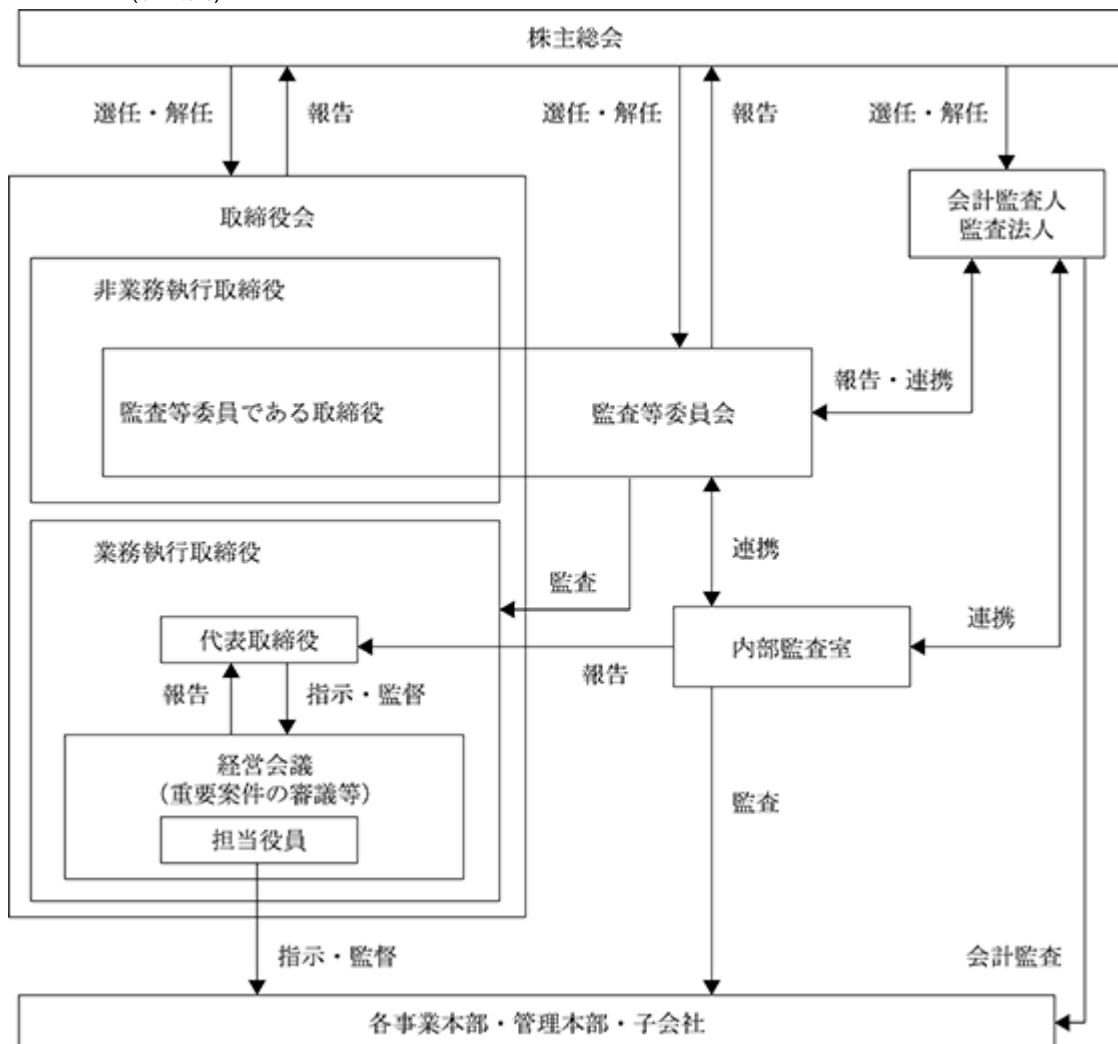 株主総会
選任・解任
報告
選任・解任
報告
選任・解任
会計監査人
監査法人
取締役会
非業務執行取締役
監査等委員である取締役
監査等委員会
報告・連携
業務執行取締役
監査
連携
代表取締役
報告
内部監査室
連携
報告
指示・監督
経営会議
(重要案件の審議等)
担当役員
監査
指示・監督
会計監査
各事業本部・管理本部・子会社